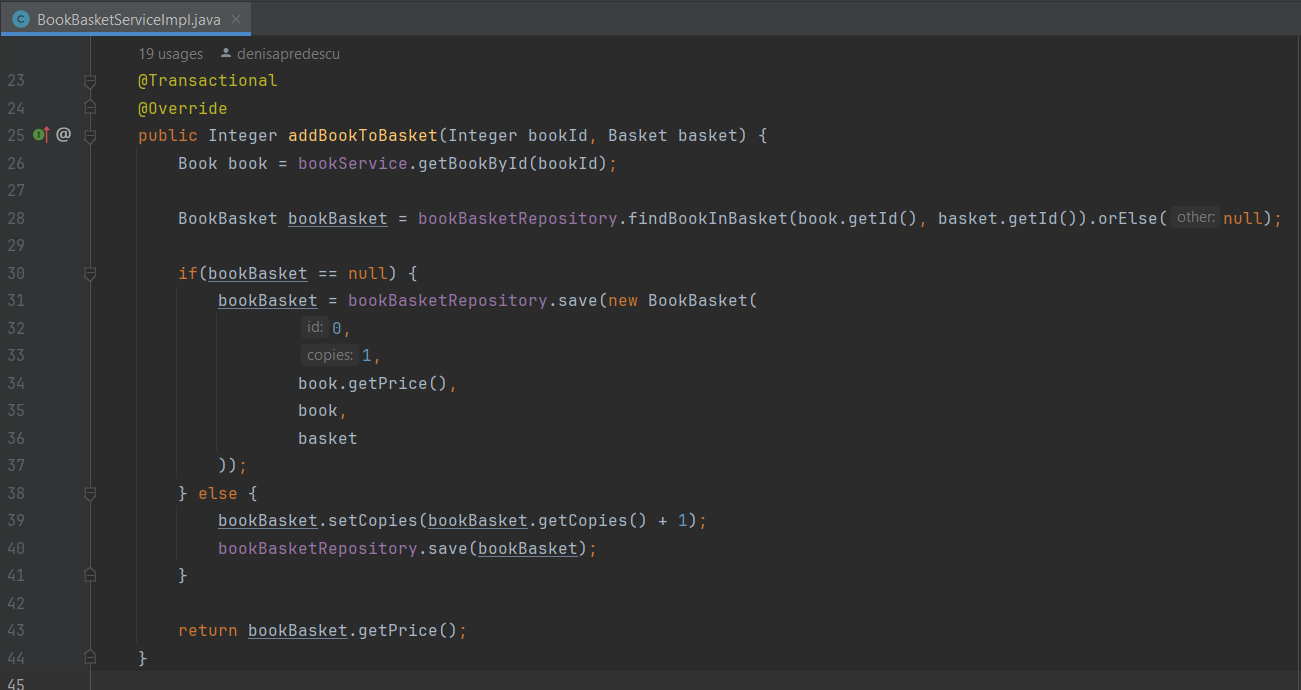 BookBasketServiceImpl.java
19 usages denisapredescu
23 @Transactional
24 @Override
25 @ public Integer addBookToBasket(Integer bookId, Basket basket) {
26 Book book = bookService.getBookById(bookId);
27
28 BookBasket bookBasket = bookBasketRepository.findBookInBasket(book.getId(), basket.getId()).orElse( other: null);
29
30 if(bookBasket == null) {
31 bookBasket = bookBasketRepository.save(new BookBasket(
32 id: 0,
33 copies: 1,
34 book.getPrice(),
35 book,
36 basket
37 ));
38 } else {
39 bookBasket.setCopies(bookBasket.getCopies() + 1);
40 bookBasketRepository.save(bookBasket);
41 }
42
43 return bookBasket.getPrice();
44 }
45